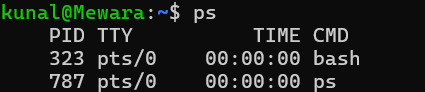 kunal@Mewara:~$ ps
    PID TTY          TIME CMD
    323 pts/0    00:00:00 bash
    787 pts/0    00:00:00 ps